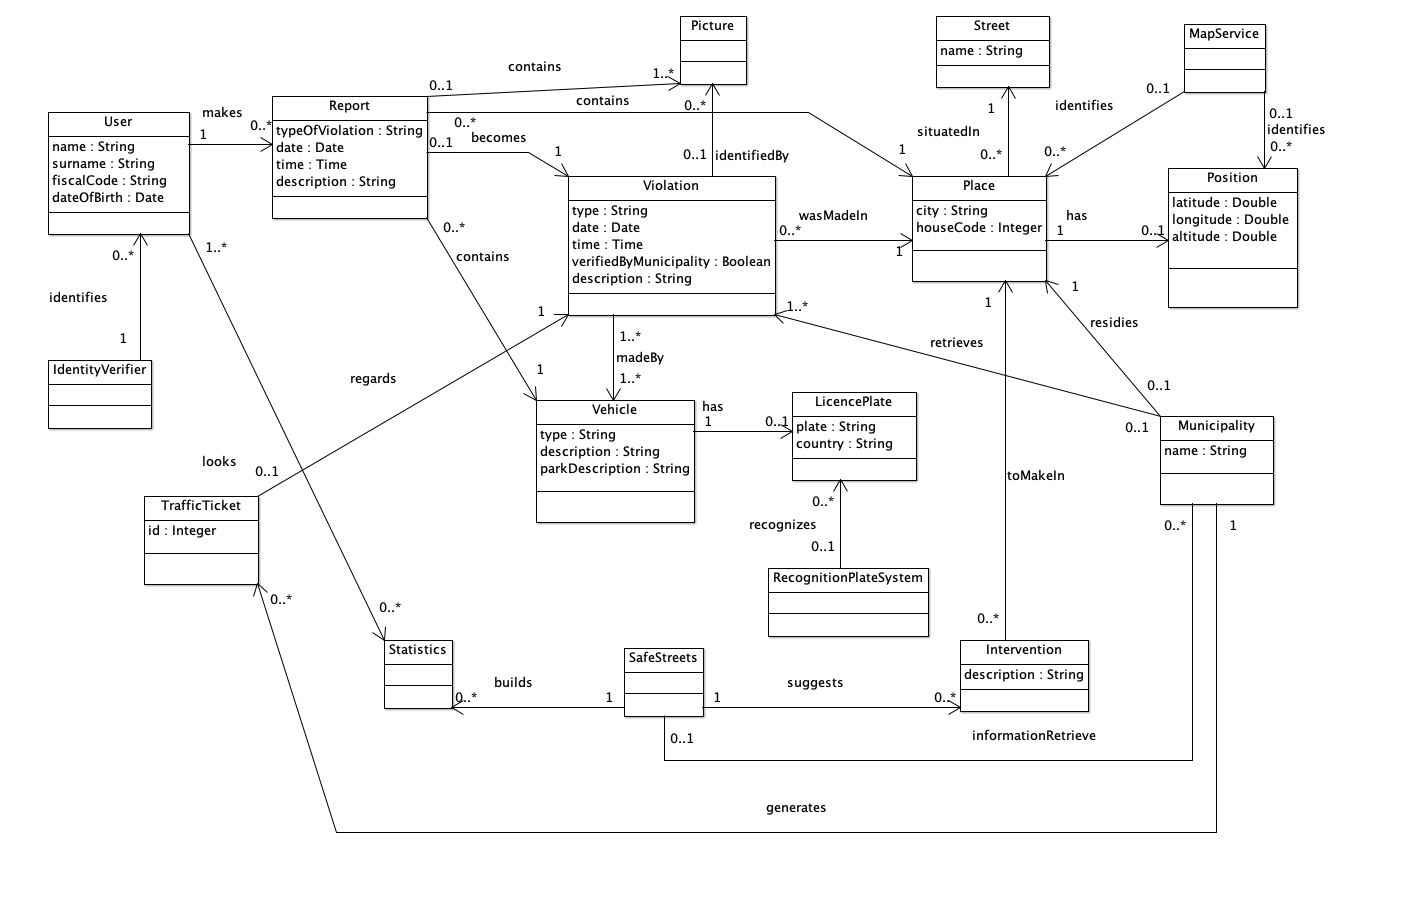 Picture
Street
name : String
MapService
contains
0..1
1..*
contains
0..*
0..*
1
identifies
0..1
0..1
identifies
0..*
makes
1
0..*
User
name : String
surname : String
fiscalCode : String
dateOfBirth : Date
Report
typeOfViolation : String
date : Date
time : Time
description : String
0..1
becomes
1
0..1
identifiedBy
situatedIn
0..*
0..*
1
Violation
type : String
date : Date
time : Time
verifiedByMunicipality : Boolean
description : String
wasMadeIn
0..*
1
Place
city : String
houseCode : Integer
has
1
0..1
Position
latitude : Double
longitude : Double
altitude : Double
0..*
identifies
1
1..*
0..*
contains
1
IdentityVerifier
regards
1
1..*
madeBy
1..*
1..*
retrieves
1
1
residies
0..1
0..1
Municipality
name : String
Vehicle
type : String
description : String
parkDescription : String
has
1
0..1
LicencePlate
plate : String
country : String
looks
0..1
TrafficTicket
id : Integer
0..*
recognizes
0..1
toMakeIn
0..*
1
RecognitionPlateSystem
0..*
0..*
0..*
Statistics
builds
0..*
1
SafeStreets
1
suggests
0..*
Intervention
description : String
0..1
informationRetrieve
generates